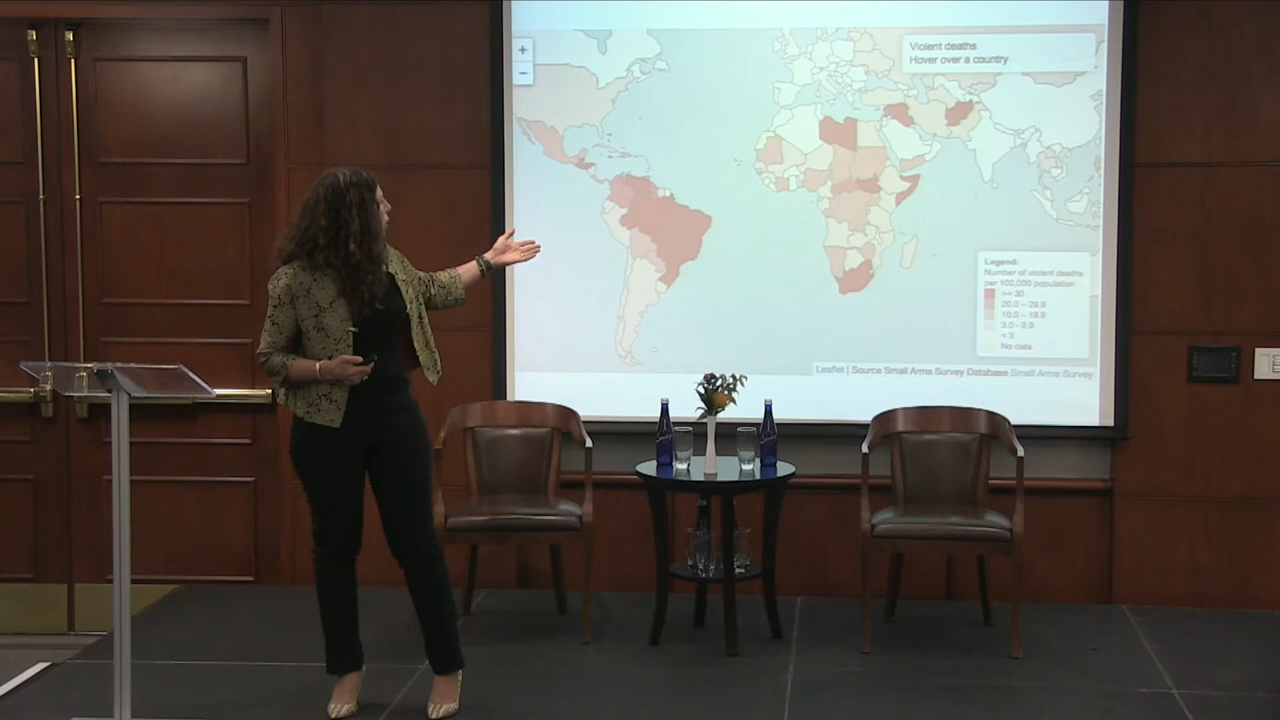 +
−
Violent deaths
Hover over a country
Legend:
Number of violent deaths
per 100,000 population
>= 30
20.0 – 29.9
10.0 – 19.9
3.0 - 9.9
< 3
No data
Leaflet | Source Small Arms Survey Database Small Arms Survey